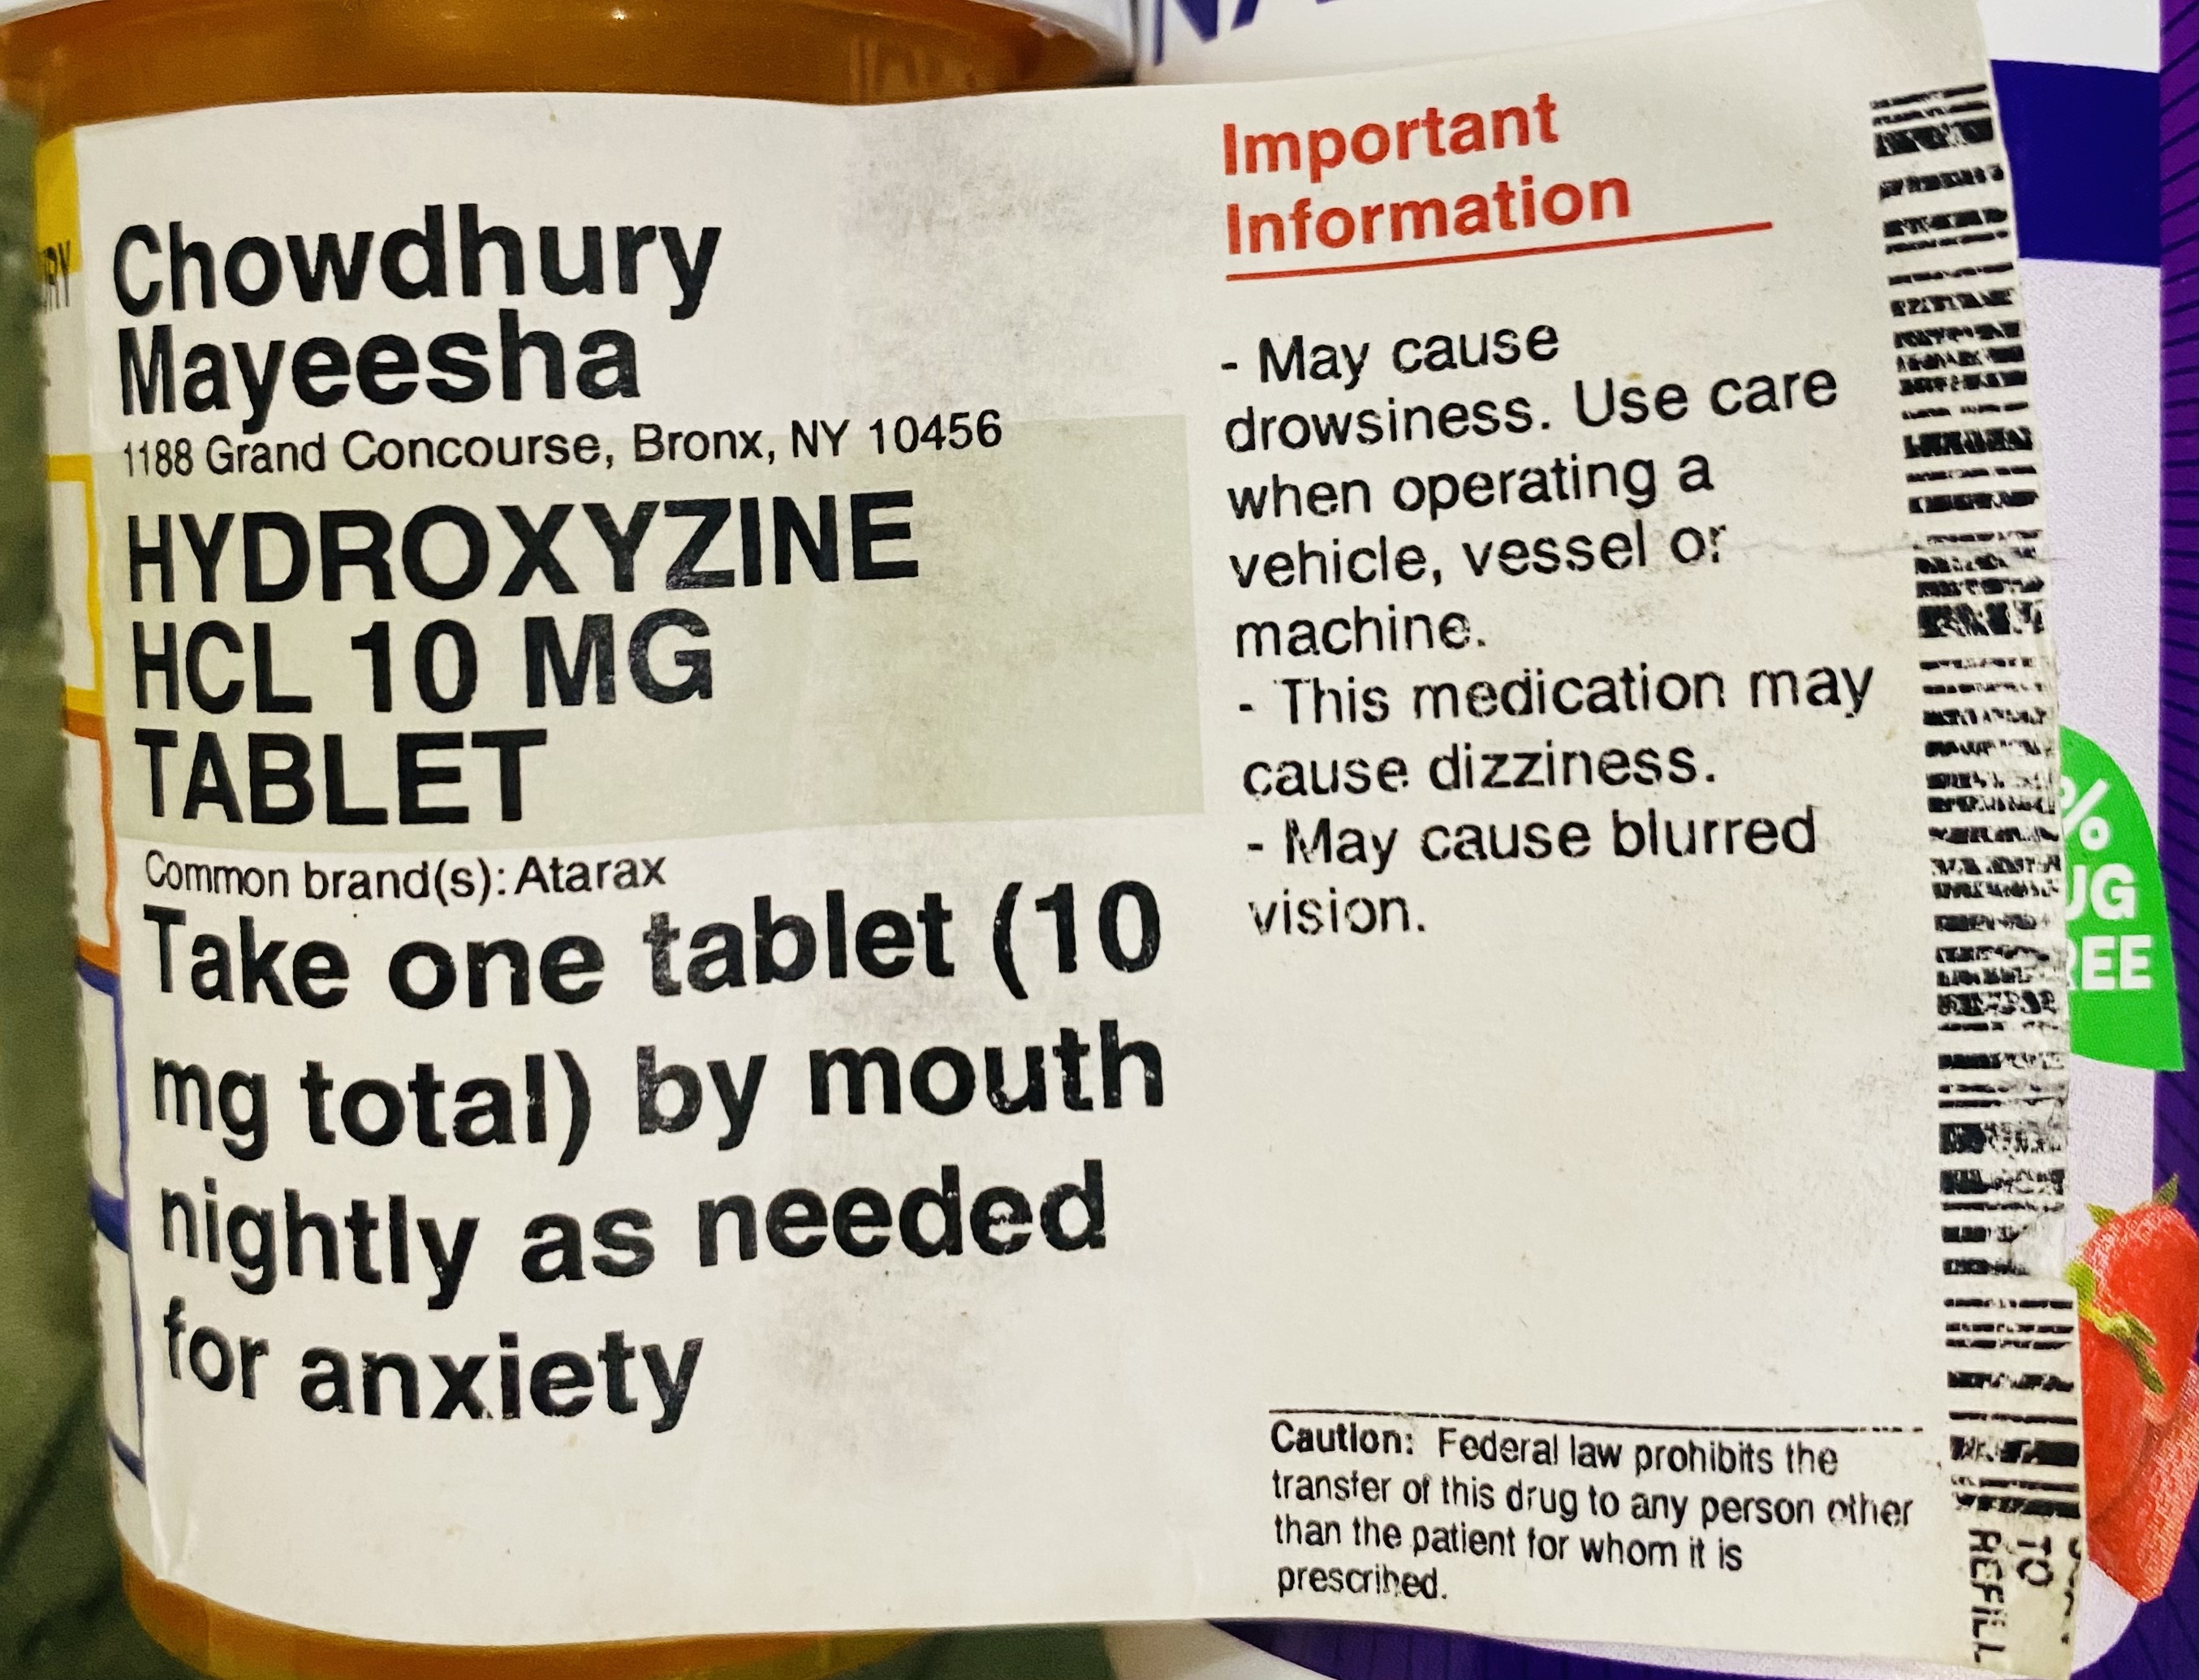 Chowdhury
Mayeesha
1188 Grand Concourse, Bronx, NY 10456
HYDROXYZINE
HCL 10 MG
TABLET
Common brand(s): Atarax
Take one tablet (10
mg total) by mouth
nightly as needed
for anxiety
Important
Information
- May cause
drowsiness. Use care
when operating a
vehicle, vessel or
machine.
- This medication may
cause dizziness.
- May cause blurred
vision.
Caution: Federal law prohibits the
transfer of this drug to any person other
than the patient for whom it is
prescribed.
TO
REFILL
%
UG
REE